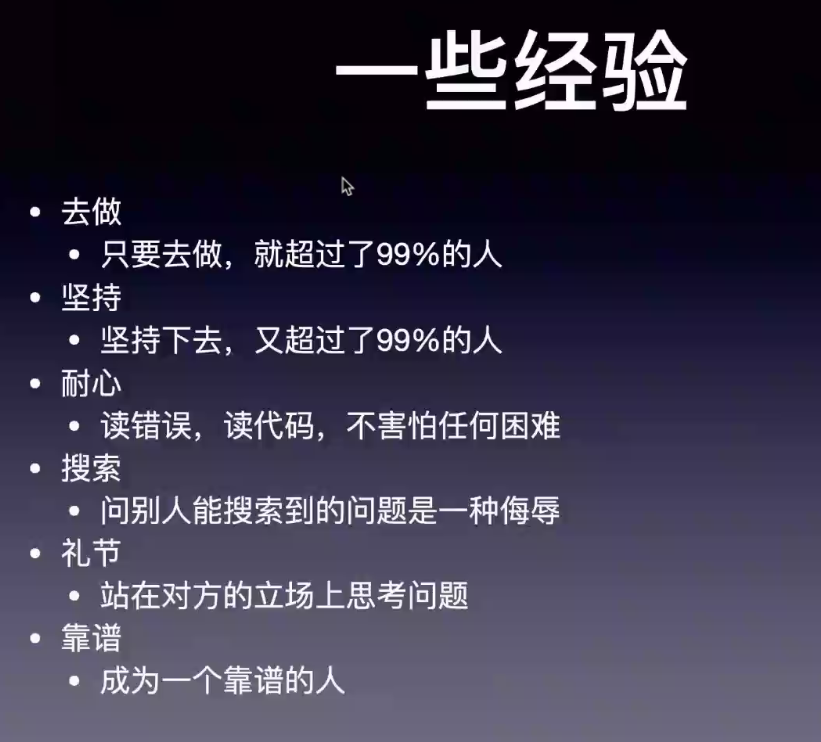 一些经验
• 去做
• 只要去做，就超过了99%的人
• 坚持
• 坚持下去，又超过了99%的人
• 耐心
• 读错误，读代码，不害怕任何困难
• 搜索
• 问别人能搜索到的问题是一种侮辱
• 礼节
• 站在对方的立场上思考问题
• 靠谱
• 成为一个靠谱的人